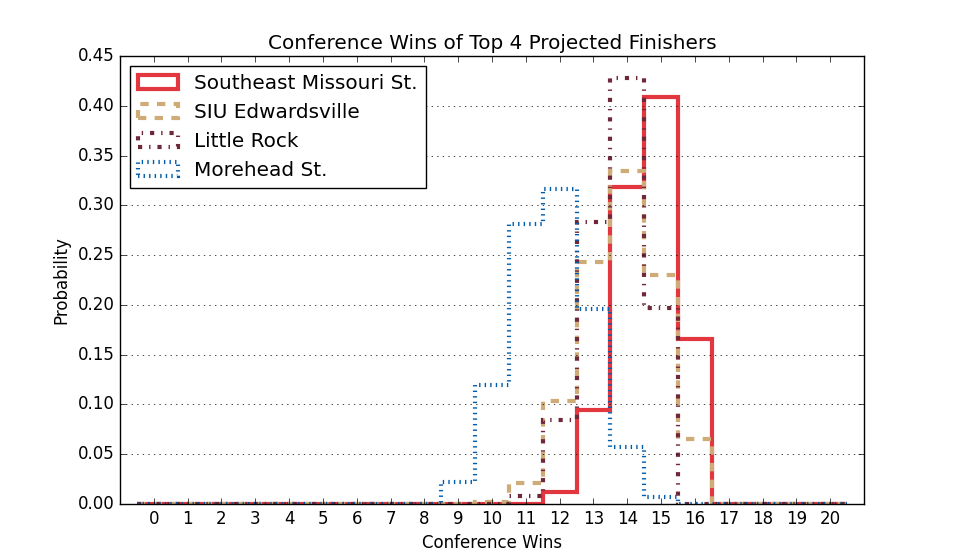 Conference Wins of Top 4 Projected Finishers
Southeast Missouri St.
SIU Edwardsville
Little Rock
Morehead St.
Probability
0.45
0.40
0.35
0.30
0.25
0.20
0.15
0.10
0.05
0.00
0 1 2 3 4 5 6 7 8 9 10 11 12 13 14 15 16 17 18 19 20
Conference Wins